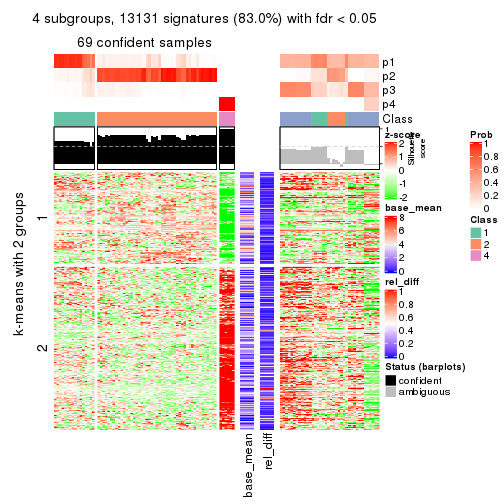 4 subgroups, 13131 signatures (83.0%) with fdr < 0.05
69 confident samples
p1
p2
p3
p4
Class
1
Silhouette
score
k-means with 2 groups
1
2
base_mean
rel_diff
z-score
2
1
0
-1
-2
base_mean
8
6
4
2
0
rel_diff
1
0.8
0.6
0.4
0.2
0
Status (barplots)
confident
ambiguous
Prob
1
0.8
0.6
0.4
0.2
0
Class
1
2
4